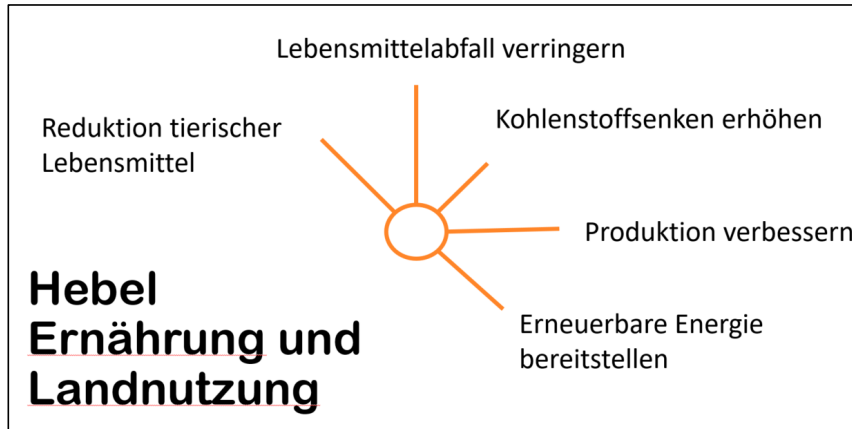 Lebensmittelabfall verringern
Reduktion tierischer
Lebensmittel
Kohlenstoffsenken erhöhen
Produktion verbessern
Erneuerbare Energie
bereitstellen
Hebel
Ernährung und
Landnutzung